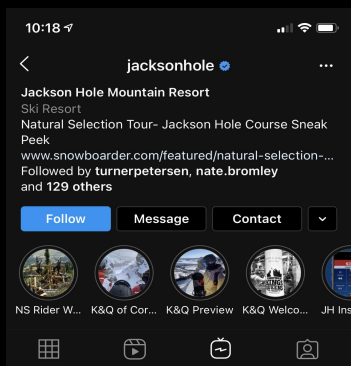 10:18
jacksonhole
Jackson Hole Mountain Resort
Ski Resort
Natural Selection Tour- Jackson Hole Course Sneak
Peek
www.snowboarder.com/featured/natural-selection-...
Followed by turnerpetersen, nate.bromley
and 129 others
Follow Message Contact
NS Rider W... K&Q of Cor... K&Q Preview K&Q Welco... JH Ins